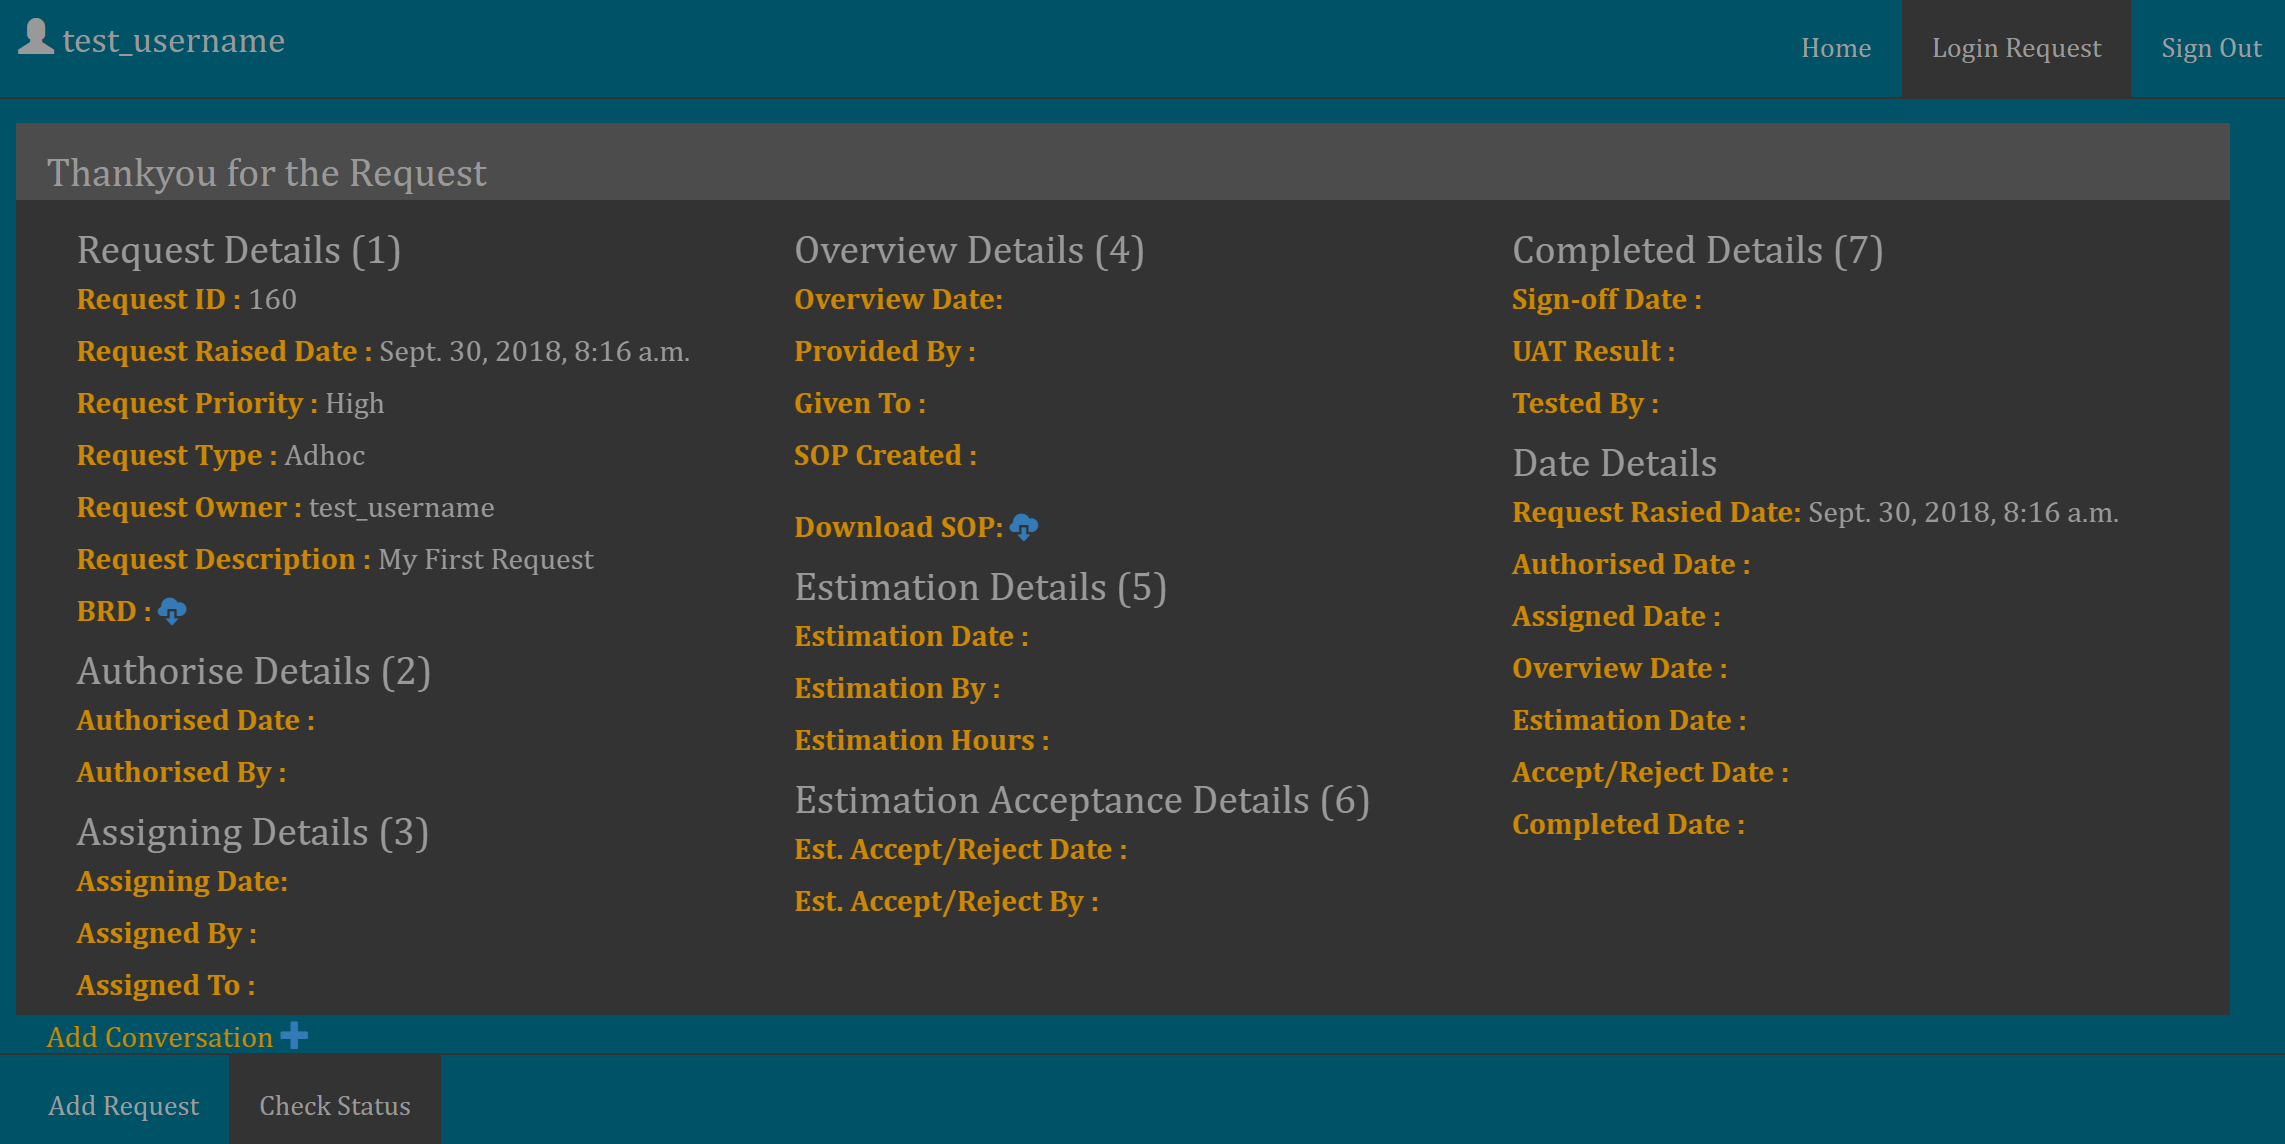 test_username
Home
Login Request
Sign Out
Thankyou for the Request
Request Details (1)
Request ID : 160
Request Raised Date : Sept. 30, 2018, 8:16 a.m.
Request Priority : High
Request Type : Adhoc
Request Owner : test_username
Request Description : My First Request
BRD :
Authorise Details (2)
Authorised Date :
Authorised By :
Assigning Details (3)
Assigning Date:
Assigned By :
Assigned To :
Overview Details (4)
Overview Date:
Provided By :
Given To :
SOP Created :
Download SOP:
Estimation Details (5)
Estimation Date :
Estimation By :
Estimation Hours :
Estimation Acceptance Details (6)
Est. Accept/Reject Date :
Est. Accept/Reject By :
Completed Details (7)
Sign-off Date :
UAT Result :
Tested By :
Date Details
Request Rasied Date: Sept. 30, 2018, 8:16 a.m.
Authorised Date :
Assigned Date :
Overview Date :
Estimation Date :
Accept/Reject Date :
Completed Date :
Add Conversation
Add Request
Check Status